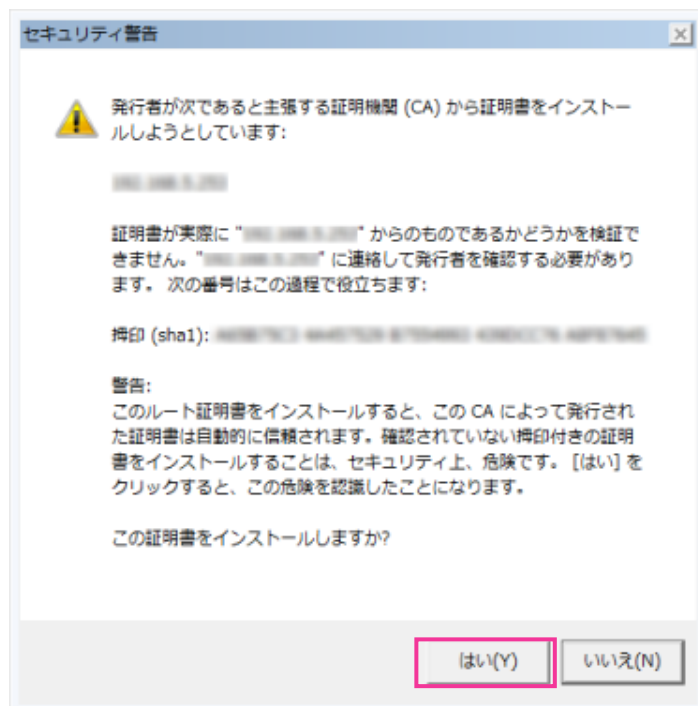 セキュリティ警告
発行者が次であると主張する証明機関 (CA) から証明書をインストー
ルしようとしています:
証明書が実際に "" からのものであるかどうかを検証で
きません。"" に連絡して発行者を確認する必要があり
ます。 次の番号はこの過程で役立ちます:
拇印 (sha1):
警告:
このルート証明書をインストールすると、この CA によって発行され
た証明書は自動的に信頼されます。確認されていない拇印付きの証明
書をインストールすることは、セキュリティ上、危険です。 [はい] を
クリックすると、この危険を認識したことになります。
この証明書をインストールしますか?
はい(Y)
いいえ(N)